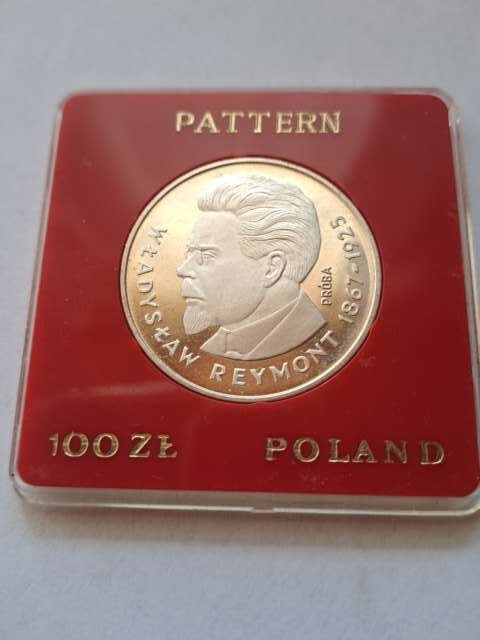 PATTERN
WŁADYSŁAW REYMONT 1867-1925
PRÓBA
100 ZŁ POLAND